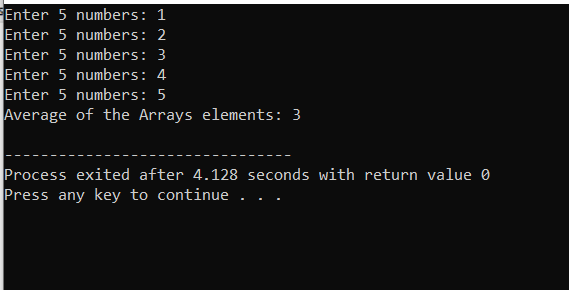 Enter 5 numbers: 1
Enter 5 numbers: 2
Enter 5 numbers: 3
Enter 5 numbers: 4
Enter 5 numbers: 5
Average of the Arrays elements: 3
--------------------------------
Process exited after 4.128 seconds with return value 0
Press any key to continue . . .